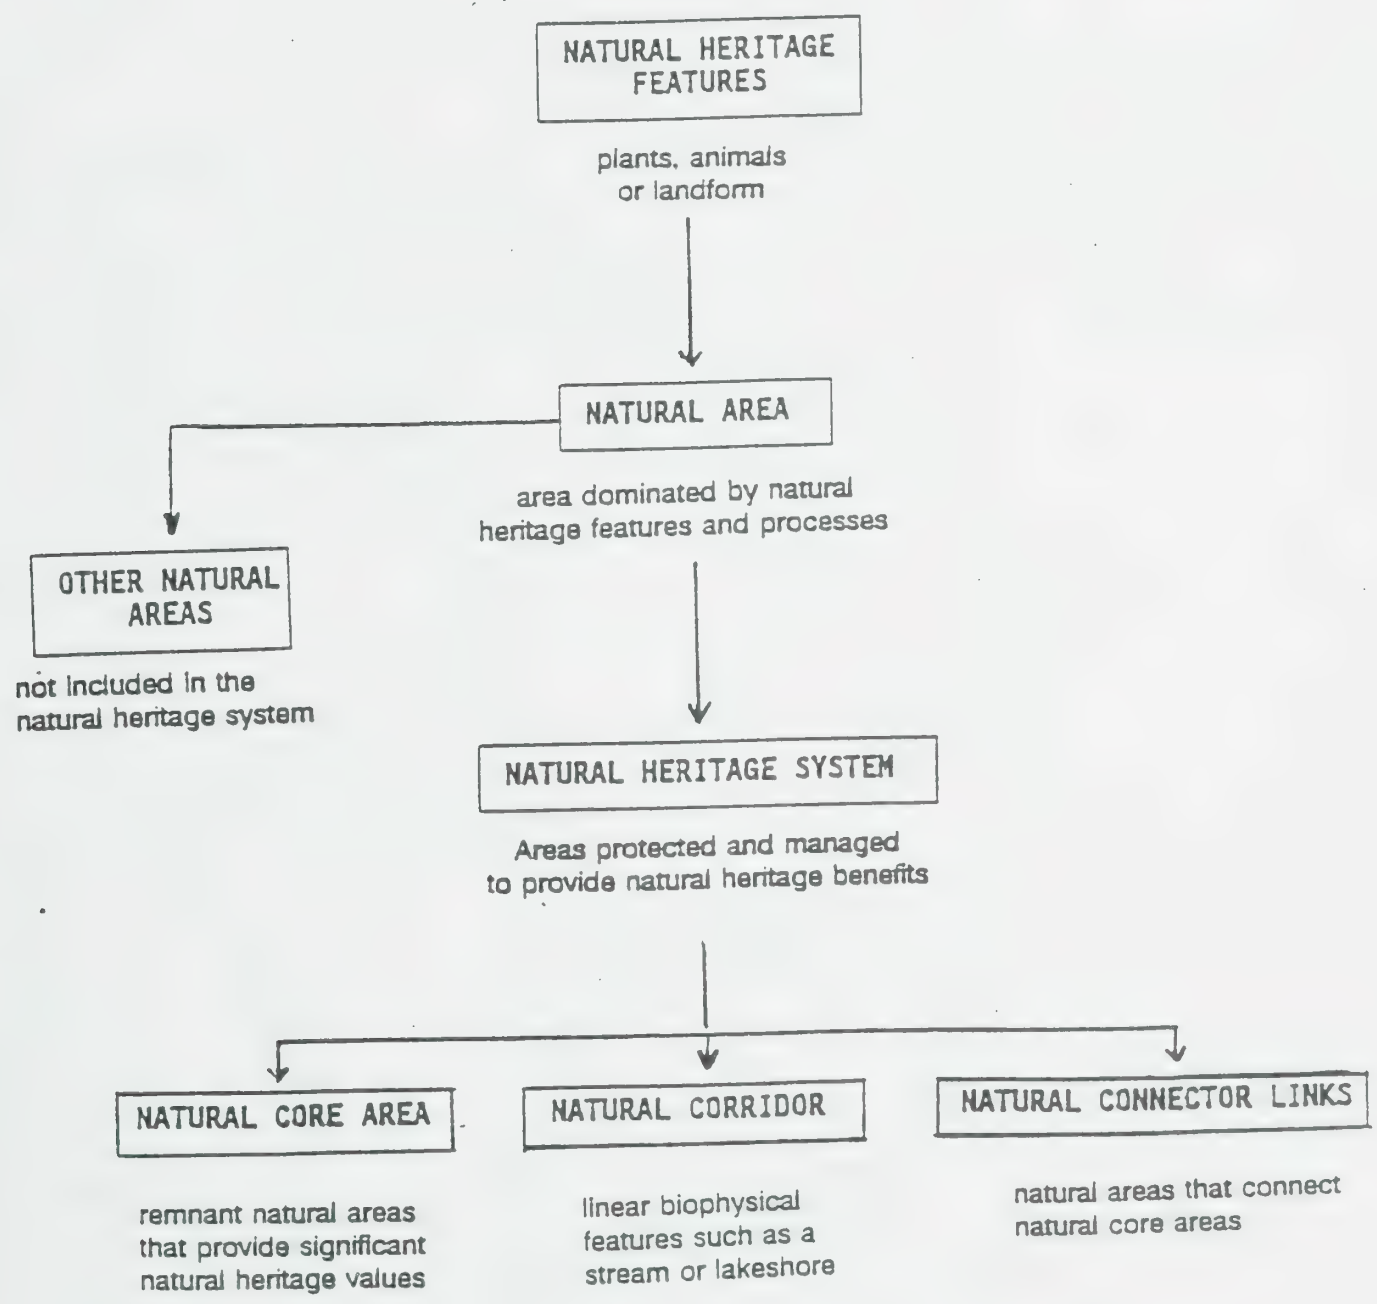 NATURAL HERITAGE
FEATURES
plants, animals
or landform
NATURAL AREA
area dominated by natural
heritage features and processes
OTHER NATURAL
AREAS
not included in the
natural heritage system
NATURAL HERITAGE SYSTEM
Areas protected and managed
to provide natural heritage benefits
NATURAL CORE AREA
remnant natural areas
that provide significant
natural heritage values
NATURAL CORRIDOR
linear biophysical
features such as a
stream or lakeshore
NATURAL CONNECTOR LINKS
natural areas that connect
natural core areas